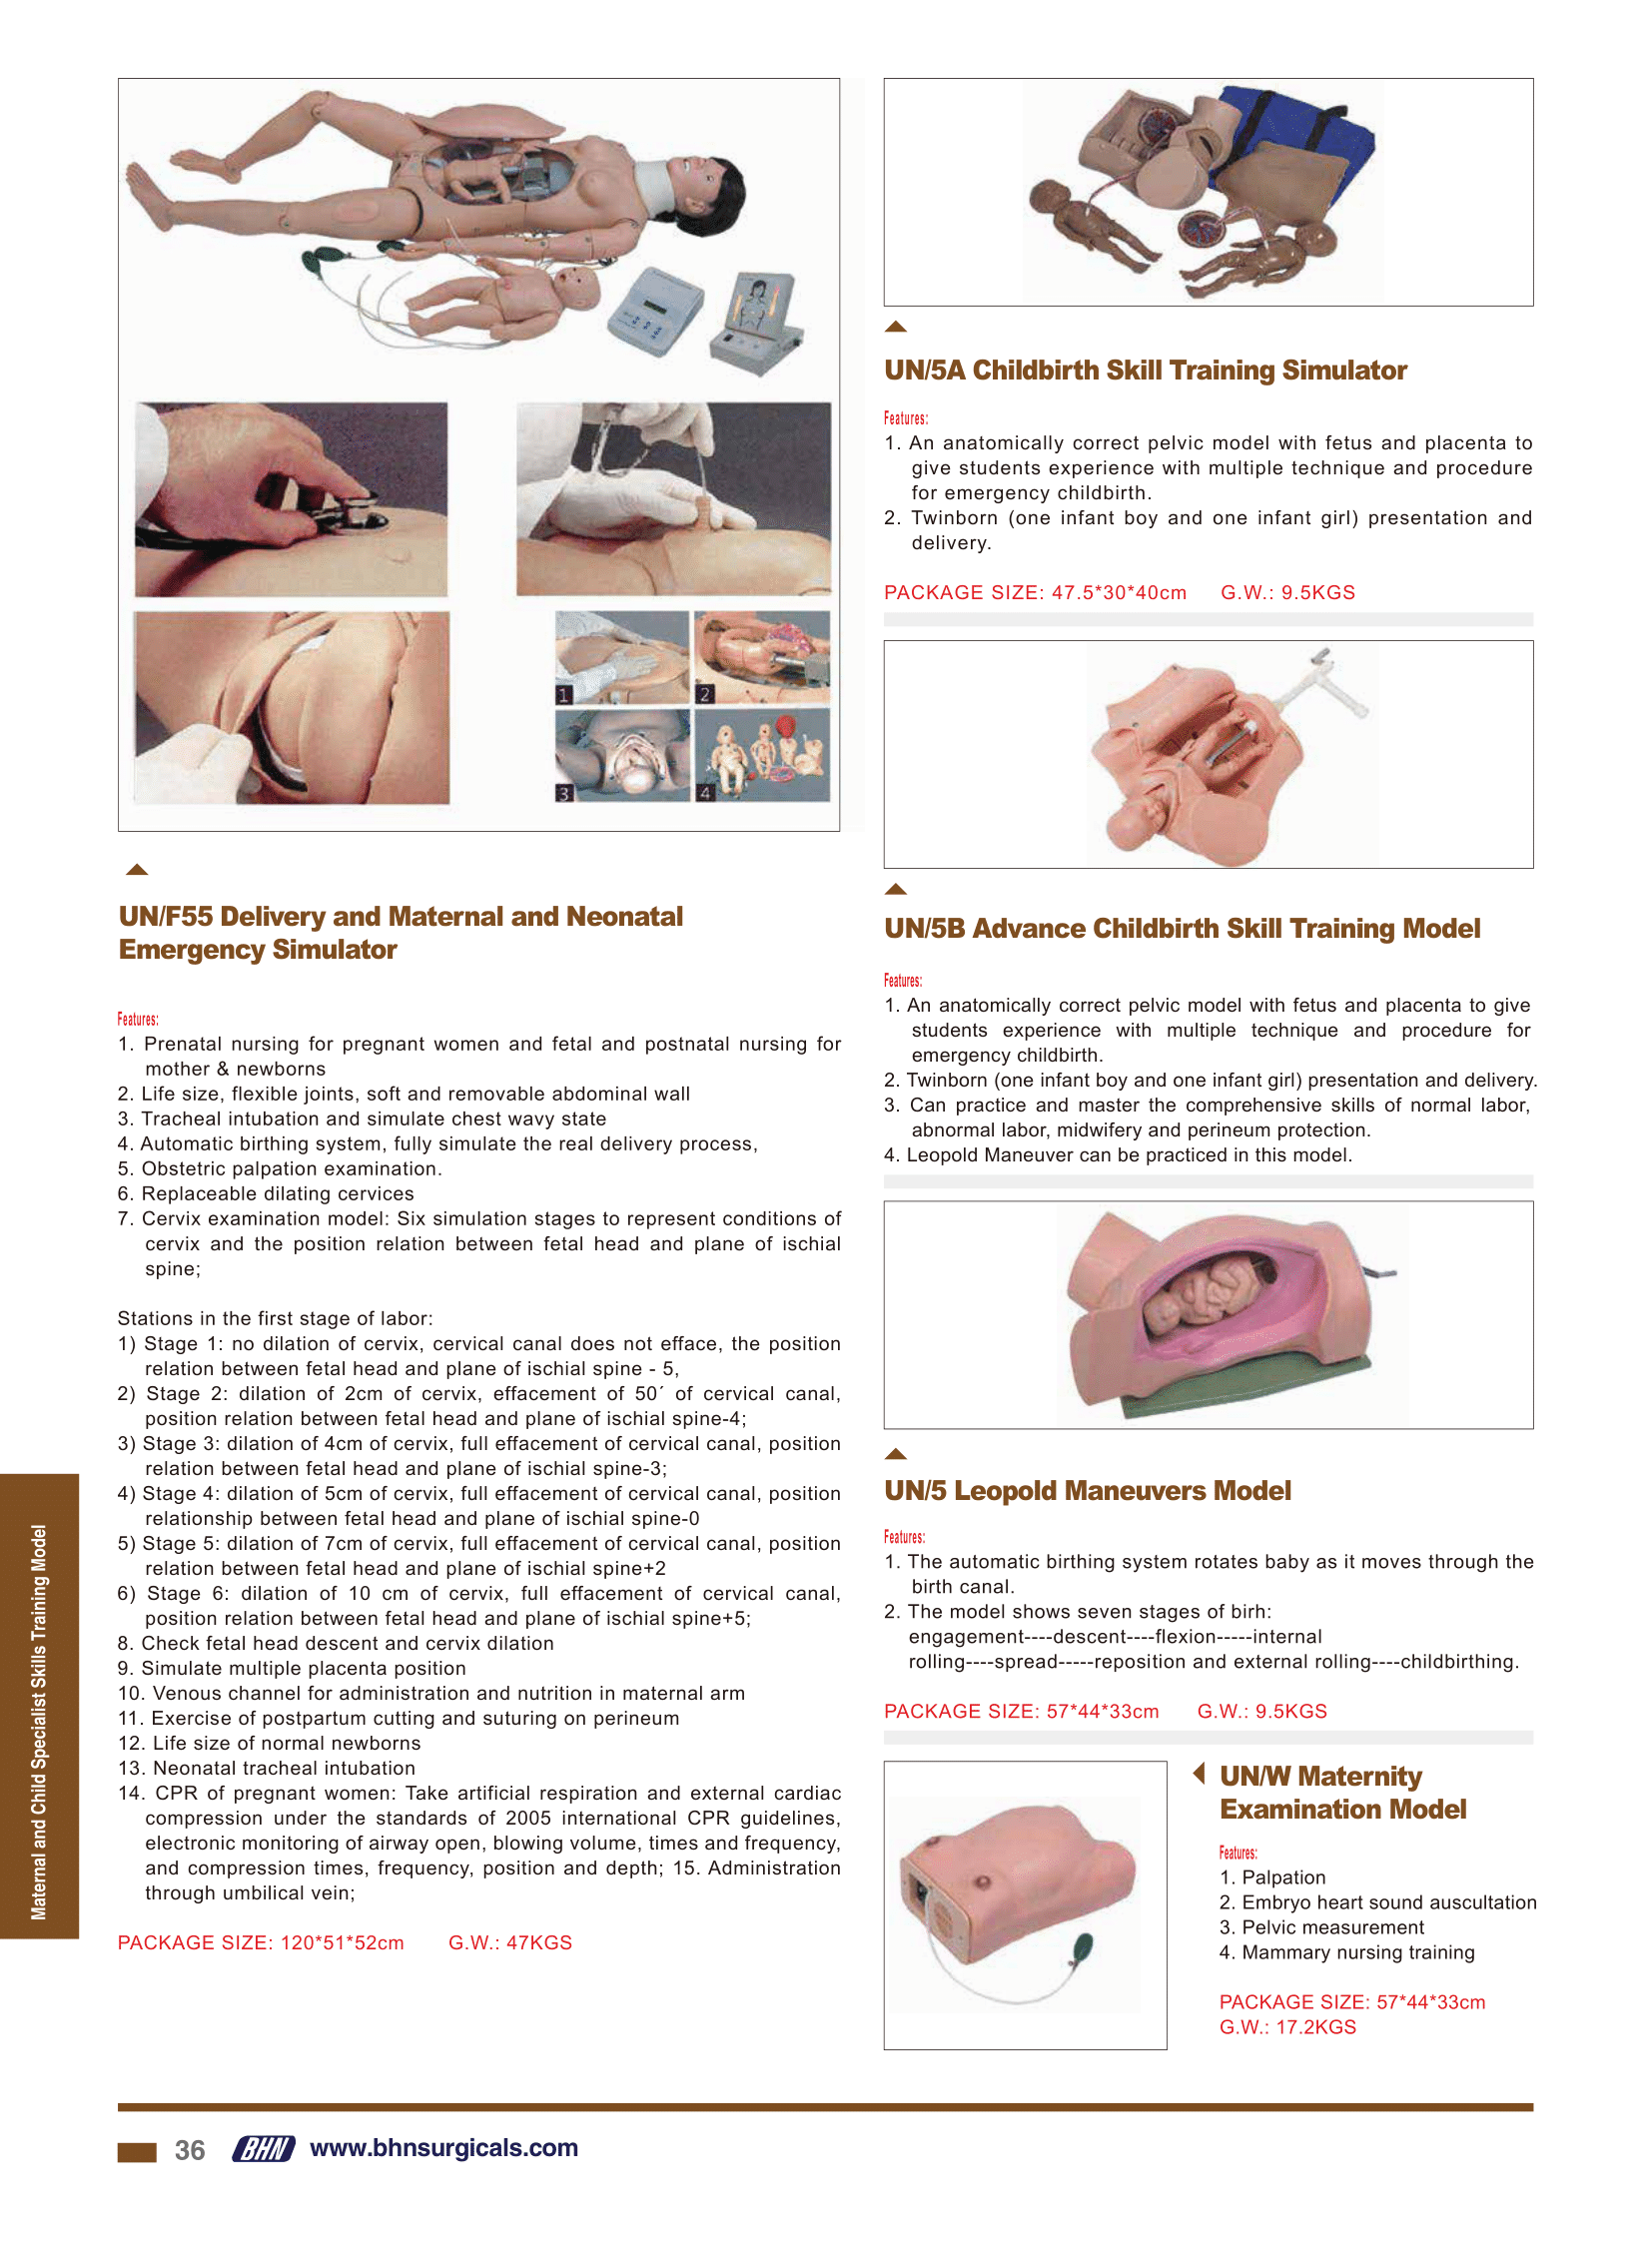 UN/F55 Delivery and Maternal and Neonatal
Emergency Simulator
Features:
1. Prenatal nursing for pregnant women and fetal and postnatal nursing for
mother & newborns
2. Life size, flexible joints, soft and removable abdominal wall
3. Tracheal intubation and simulate chest wavy state
4. Automatic birthing system, fully simulate the real delivery process,
5. Obstetric palpation examination.
6. Replaceable dilating cervices
7. Cervix examination model: Six simulation stages to represent conditions of
cervix and the position relation between fetal head and plane of ischial
spine;
Stations in the first stage of labor:
1) Stage 1: no dilation of cervix, cervical canal does not efface, the position
relation between fetal head and plane of ischial spine - 5,
2) Stage 2: dilation of 2cm of cervix, effacement of 50´ of cervical canal,
position relation between fetal head and plane of ischial spine-4;
3) Stage 3: dilation of 4cm of cervix, full effacement of cervical canal, position
relation between fetal head and plane of ischial spine-3;
4) Stage 4: dilation of 5cm of cervix, full effacement of cervical canal, position
relationship between fetal head and plane of ischial spine-0
5) Stage 5: dilation of 7cm of cervix, full effacement of cervical canal, position
relation between fetal head and plane of ischial spine+2
6) Stage 6: dilation of 10 cm of cervix, full effacement of cervical canal,
position relation between fetal head and plane of ischial spine+5;
8. Check fetal head descent and cervix dilation
9. Simulate multiple placenta position
10. Venous channel for administration and nutrition in maternal arm
11. Exercise of postpartum cutting and suturing on perineum
12. Life size of normal newborns
13. Neonatal tracheal intubation
14. CPR of pregnant women: Take artificial respiration and external cardiac
compression under the standards of 2005 international CPR guidelines,
electronic monitoring of airway open, blowing volume, times and frequency,
and compression times, frequency, position and depth; 15. Administration
through umbilical vein;
PACKAGE SIZE: 120*51*52cm G.W.: 47KGS
1
2
3
4
UN/5A Childbirth Skill Training Simulator
Features:
1. An anatomically correct pelvic model with fetus and placenta to
give students experience with multiple technique and procedure
for emergency childbirth.
2. Twinborn (one infant boy and one infant girl) presentation and
delivery.
PACKAGE SIZE: 47.5*30*40cm G.W.: 9.5KGS
UN/5B Advance Childbirth Skill Training Model
Features:
1. An anatomically correct pelvic model with fetus and placenta to give
students experience with multiple technique and procedure for
emergency childbirth.
2. Twinborn (one infant boy and one infant girl) presentation and delivery.
3. Can practice and master the comprehensive skills of normal labor,
abnormal labor, midwifery and perineum protection.
4. Leopold Maneuver can be practiced in this model.
UN/5 Leopold Maneuvers Model
Features:
1. The automatic birthing system rotates baby as it moves through the
birth canal.
2. The model shows seven stages of birh:
engagement----descent----flexion-----internal
rolling----spread-----reposition and external rolling----childbirthing.
PACKAGE SIZE: 57*44*33cm G.W.: 9.5KGS
UN/W Maternity
Examination Model
Features:
1. Palpation
2. Embryo heart sound auscultation
3. Pelvic measurement
4. Mammary nursing training
PACKAGE SIZE: 57*44*33cm
G.W.: 17.2KGS
Maternal and Child Specialist Skills Training Model
36 BHN www.bhnsurgicals.com